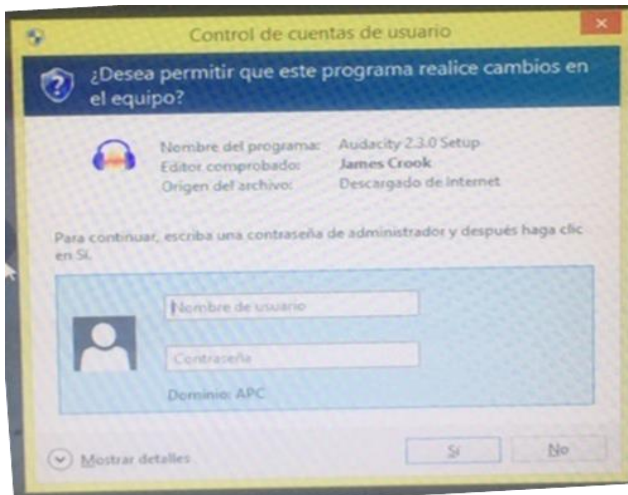 Control de cuentas de usuario
¿Desea permitir que este programa realice cambios en
el equipo?
Nombre del programa: Audacity 2.3.0 Setup
Editor comprobado: James Crook
Origen del archivo: Descargado de Internet
Para continuar, escriba una contraseña de administrador y después haga clic
en Sí.
Nombre de usuario
Contraseña
Dominio: APC
Mostrar detalles
Sí No